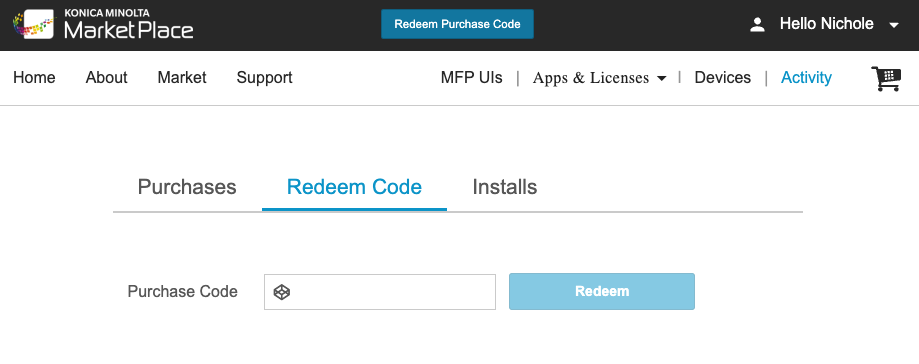 KONICA MINOLTA
MarketPlace
Redeem Purchase Code
Hello Nichole
Home About Market Support MFP UIs | Apps & Licenses | Devices | Activity
Purchases Redeem Code Installs
Purchase Code Redeem